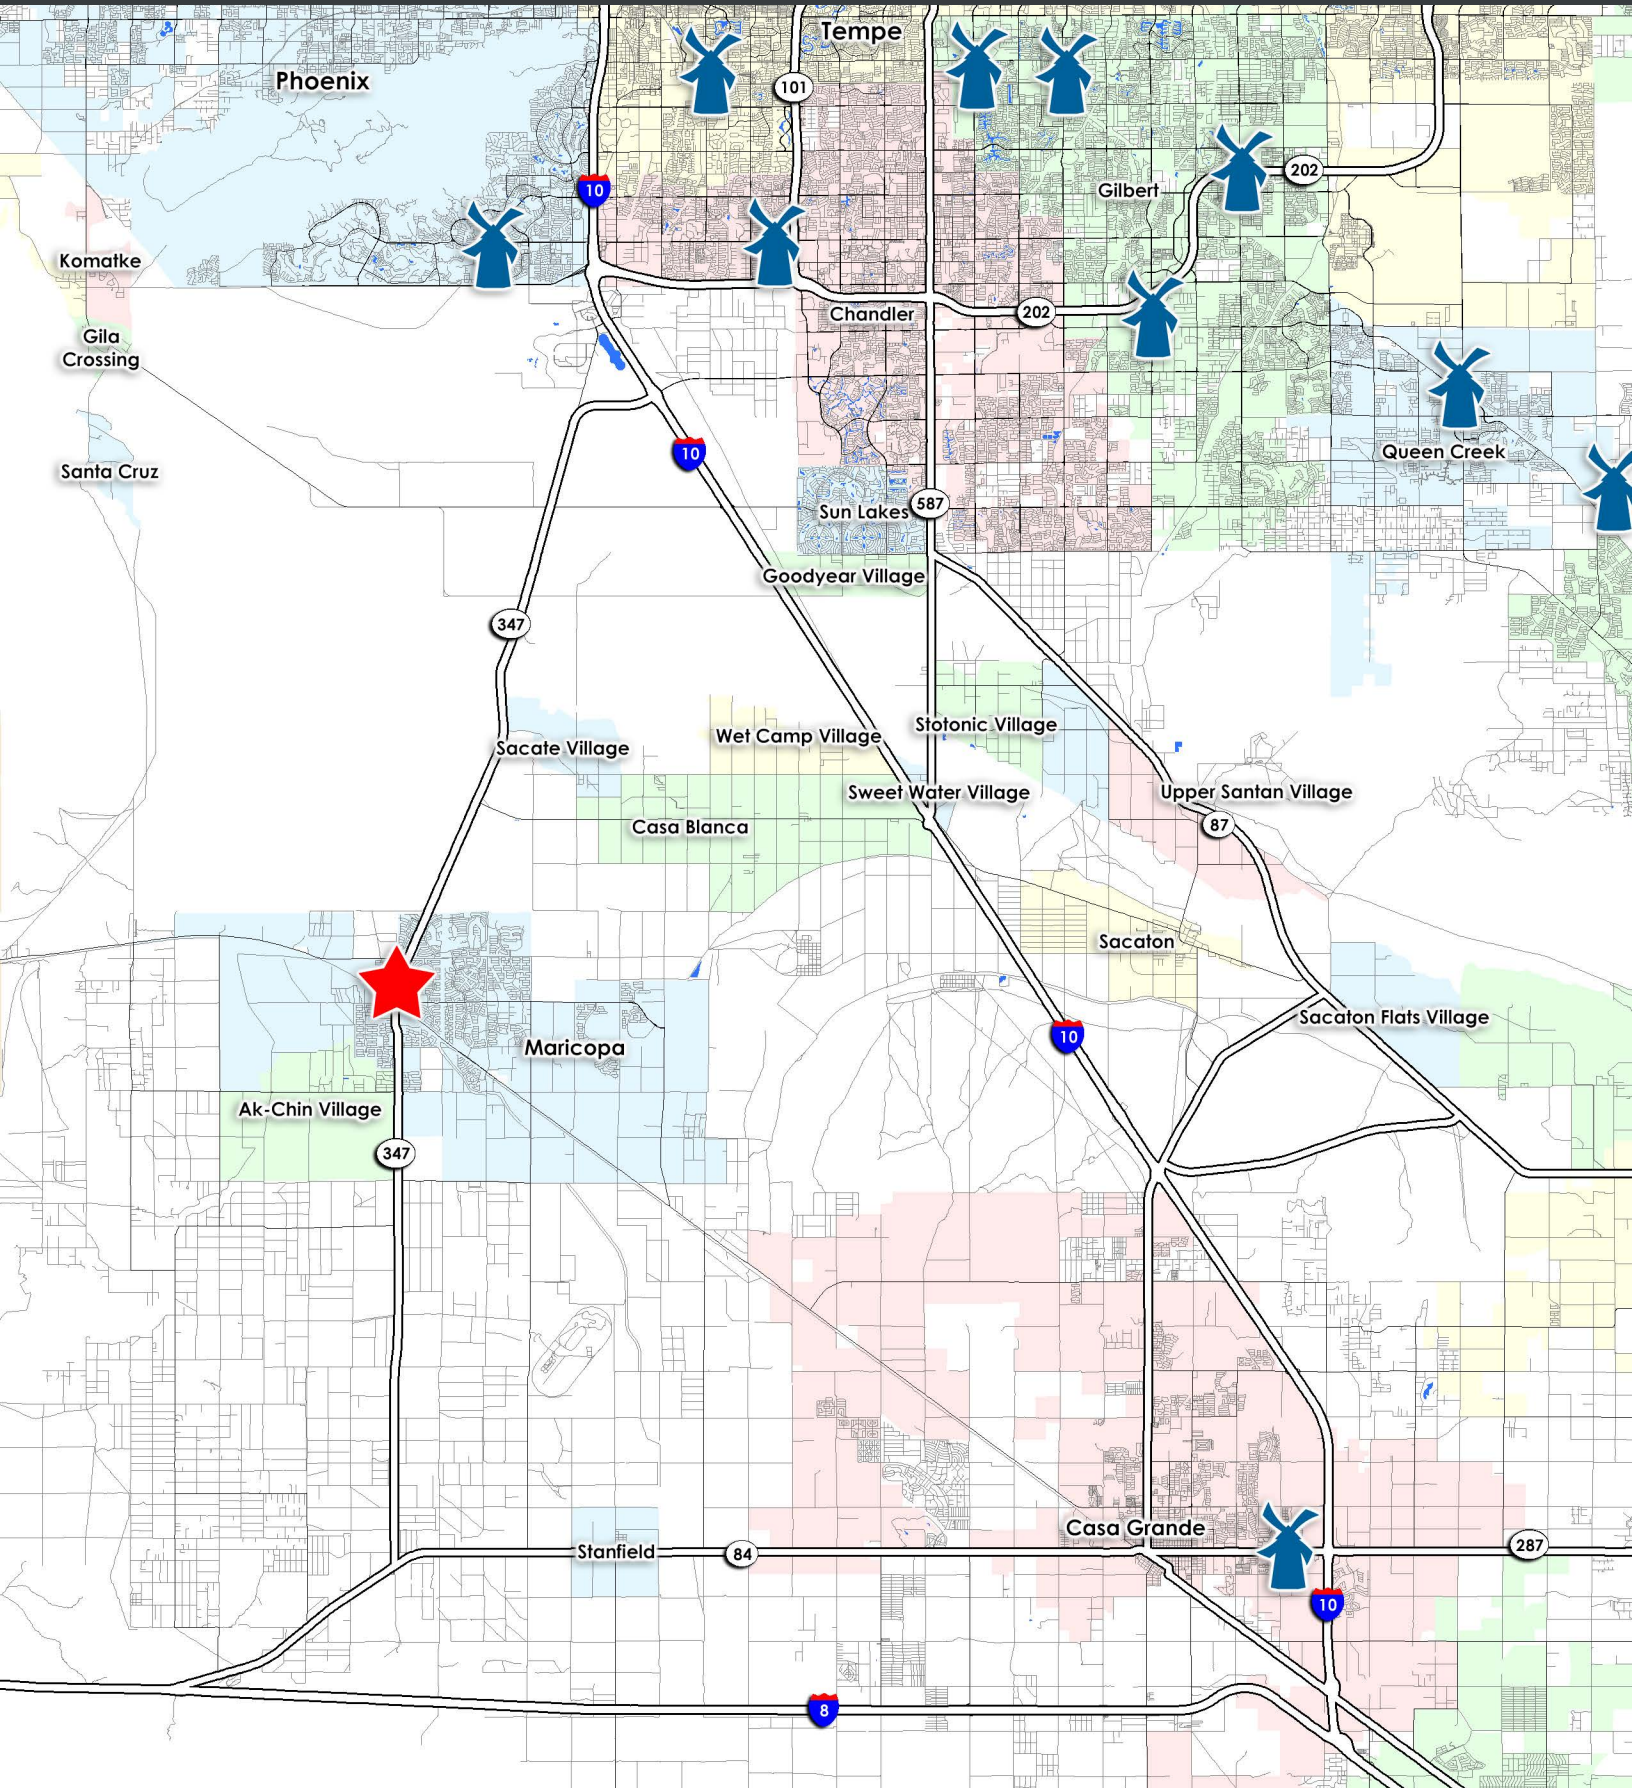 Tempe
Phoenix
101
202
10
Gilbert
Komatke
Chandler
202
Gila
Crossing
10
Queen Creek
Santa Cruz
587
Sun Lakes
Goodyear Village
347
Stotonic Village
Wet Camp Village
Sacate Village
Sweet Water Village
Upper Santan Village
87
Casa Blanca
Sacaton
Sacaton Flats Village
10
Maricopa
Ak-Chin Village
347
Casa Grande
287
Stanfield
84
10
8